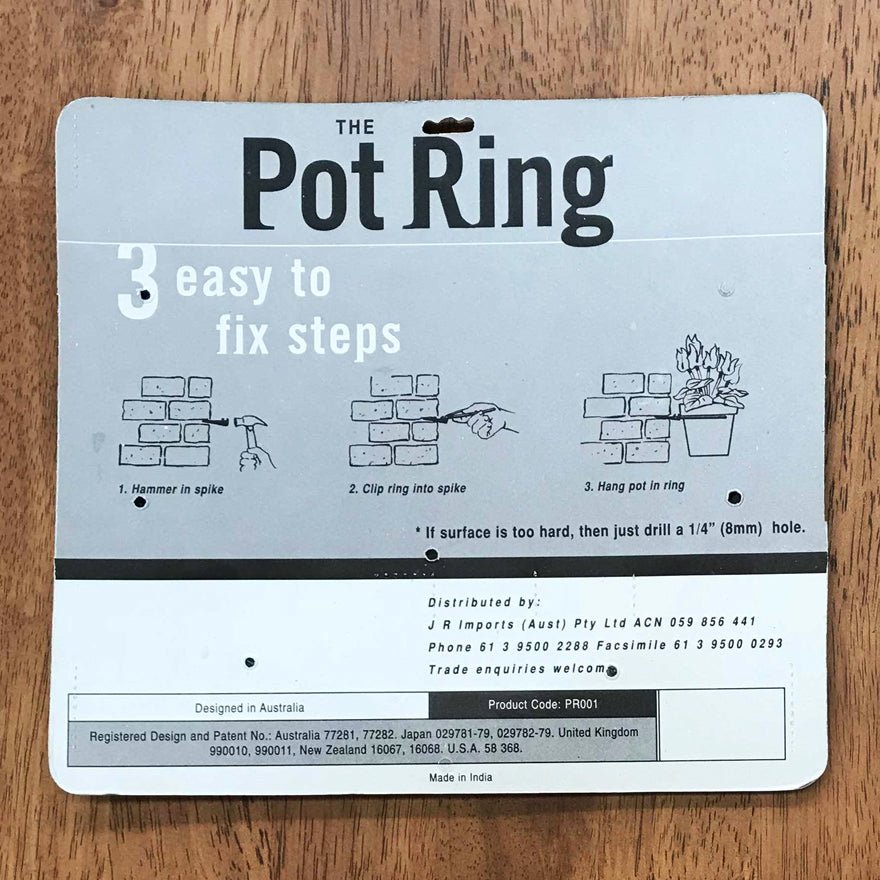 THE
Pot Ring
3 easy to
fix steps
1. Hammer in spike
2. Clip ring into spike
3. Hang pot in ring
* If surface is too hard, then just drill a 1/4" (8mm) hole.
Distributed by:
J R Imports (Aust) Pty Ltd ACN 059 856 441
Phone 61 3 9500 2288 Facsimile 61 3 9500 0293
Trade enquiries welcome
Designed in Australia
Product Code: PR001
Registered Design and Patent No.: Australia 77281, 77282. Japan 029781-79, 029782-79. United Kingdom
990010, 990011, New Zealand 16067, 16068. U.S.A. 58 368.
Made in India